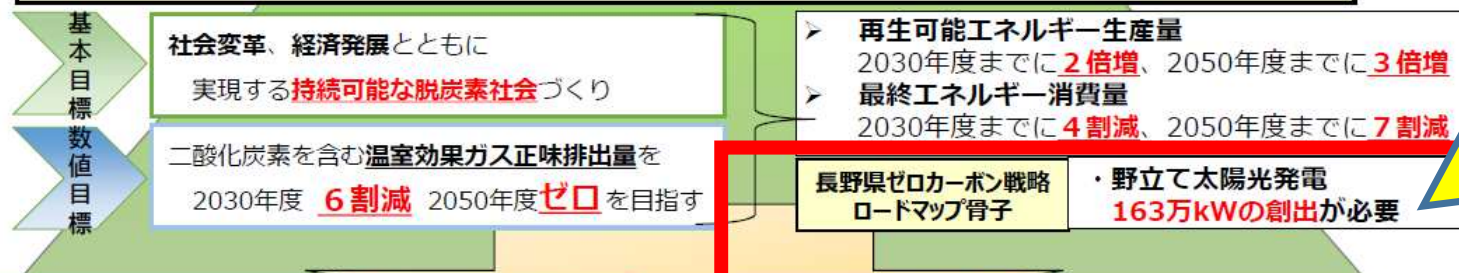 基本目標
社会変革、経済発展とともに
実現する持続可能な脱炭素社会づくり
数値目標
二酸化炭素を含む温室効果ガス正味排出量を
2030年度 6割減 2050年度ゼロを目指す
➢ 再生可能エネルギー生産量
2030年度までに２倍増、2050年度までに３倍増
➢ 最終エネルギー消費量
2030年度までに４割減、2050年度までに７割減
長野県ゼロカーボン戦略
ロードマップ骨子
・野立て太陽光発電
163万kWの創出が必要